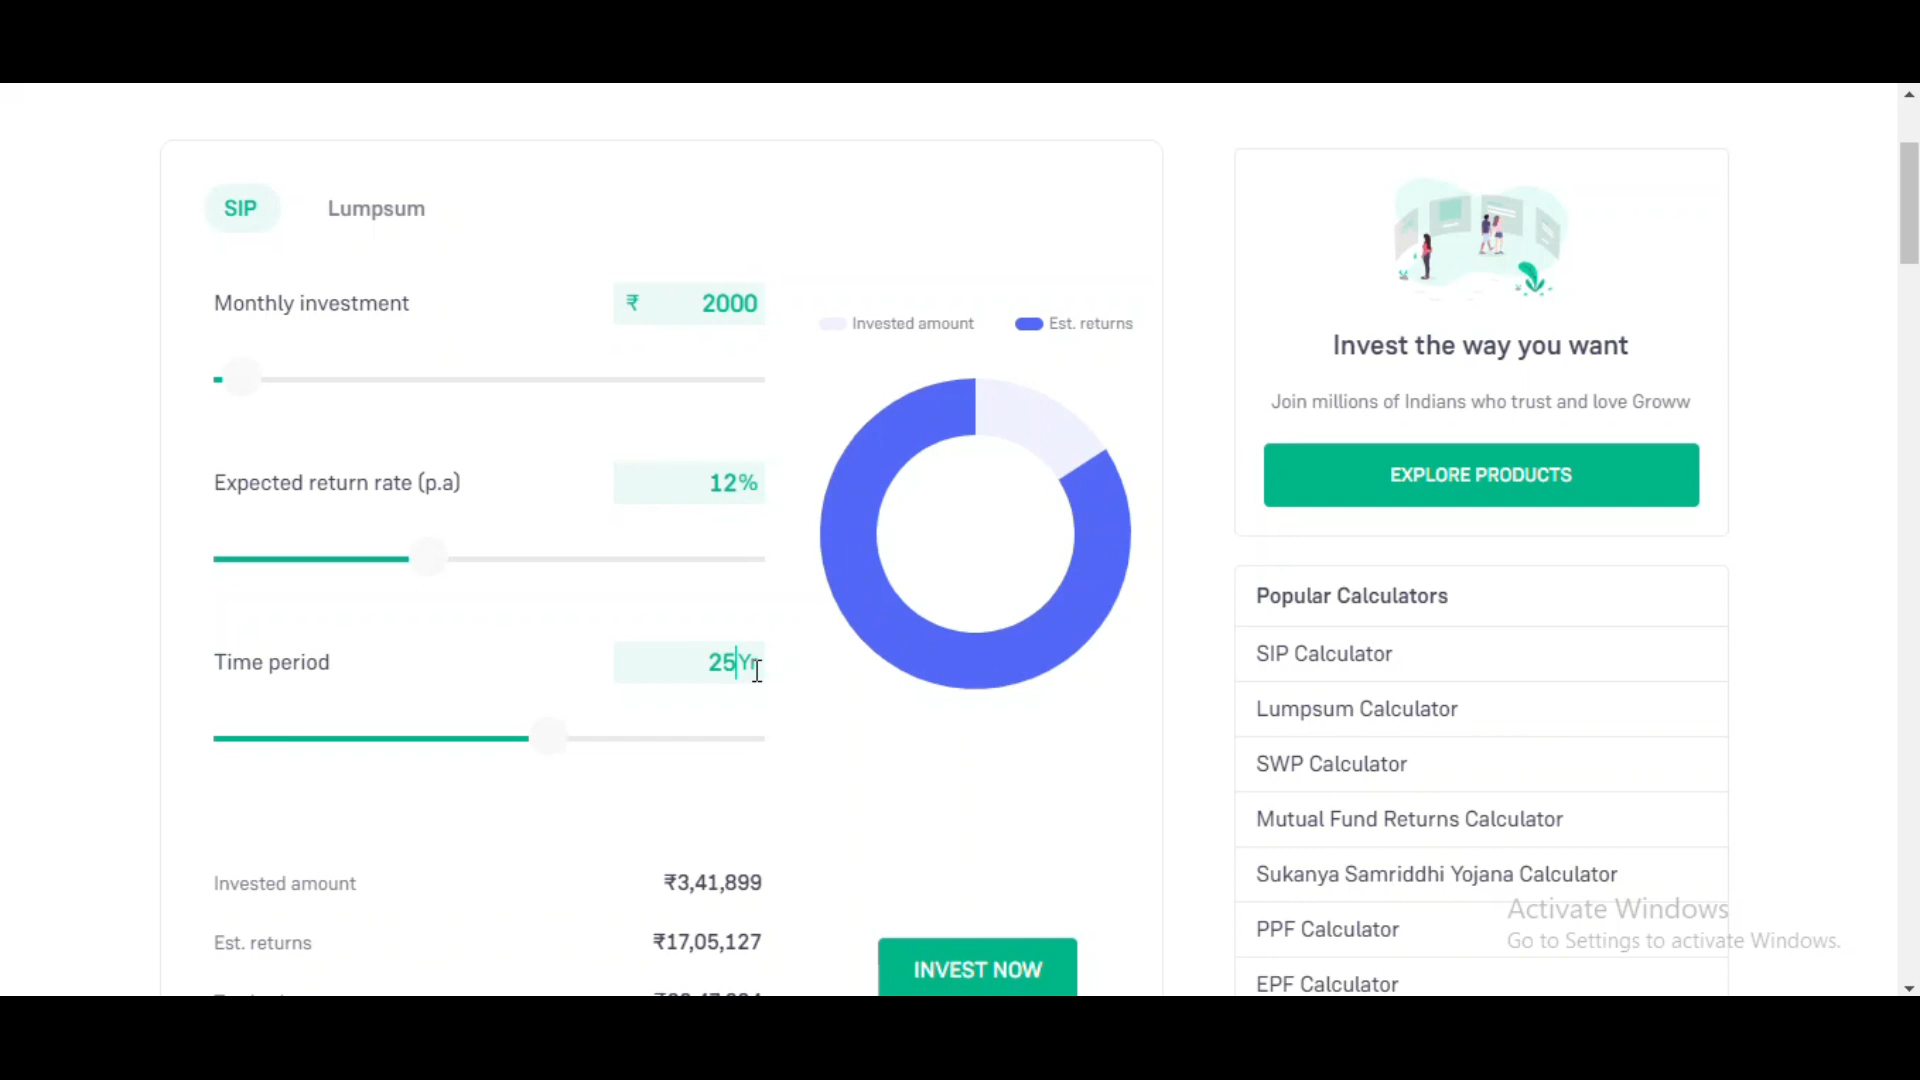 SIP Lumpsum
Monthly investment ₹ 2000
Invested amount Est. returns
Expected return rate (p.a) 12%
Time period 25Yr
Invested amount ₹3,41,899
Est. returns ₹17,05,127
INVEST NOW
Invest the way you want
Join millions of Indians who trust and love Groww
EXPLORE PRODUCTS
Popular Calculators
SIP Calculator
Lumpsum Calculator
SWP Calculator
Mutual Fund Returns Calculator
Sukanya Samriddhi Yojana Calculator
PPF Calculator
EPF Calculator
Activate Windows
Go to Settings to activate Windows.